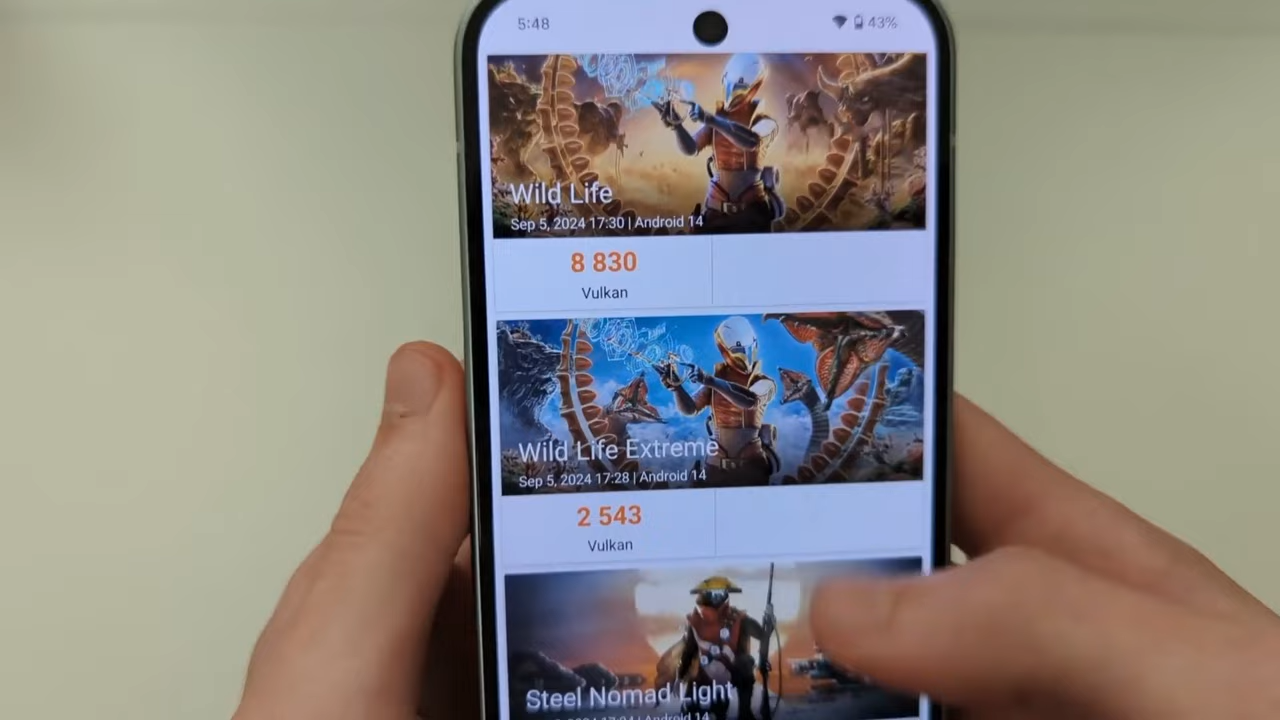 5:48
43%
Wild Life
Sep 5, 2024 17:30 | Android 14
8 830
Vulkan
Wild Life Extreme
Sep 5, 2024 17:28 | Android 14
2 543
Vulkan
Steel Nomad Light